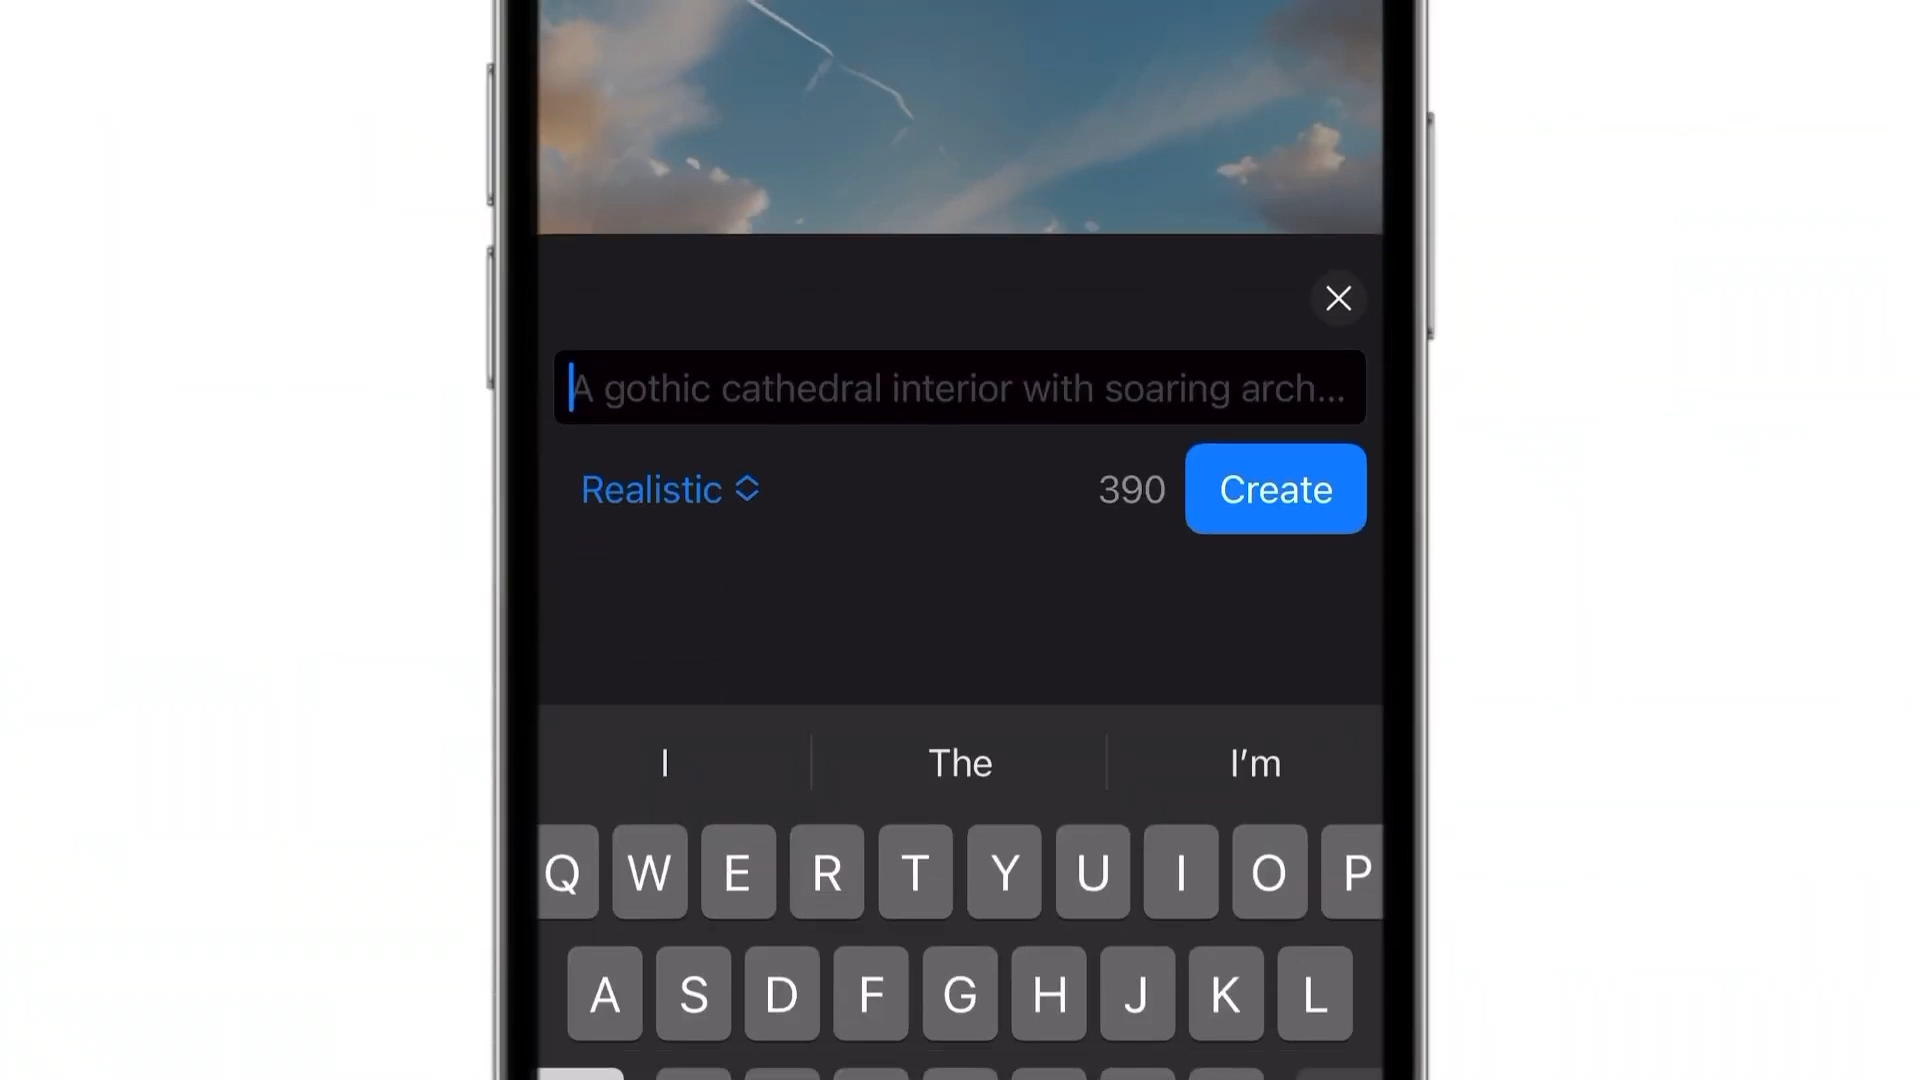 A gothic cathedral interior with soaring arch...
Realistic
390
Create
I
The
I'm
Q W E R T Y U I O P
A S D F G H J K L